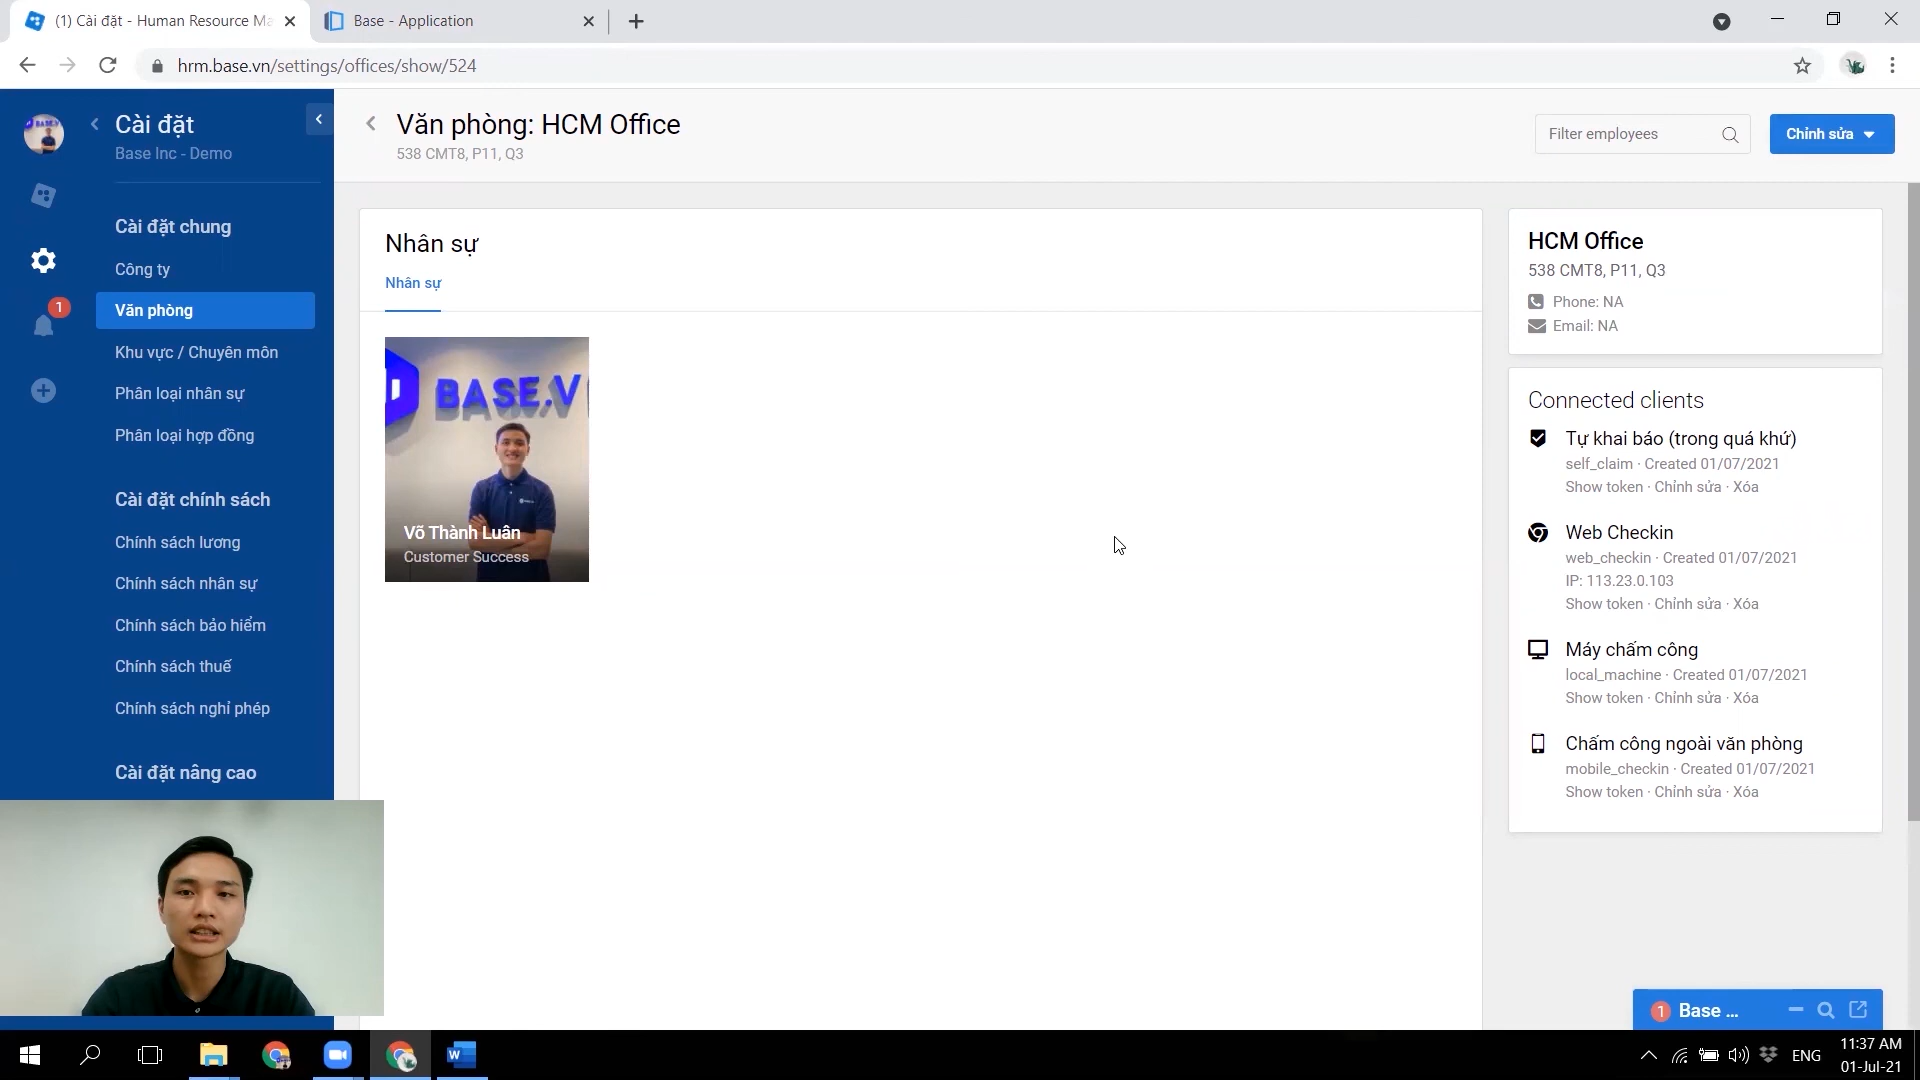 (1) Cài đặt - Human Resource Ma
Base - Application
hrm.base.vn/settings/offices/show/524
Cài đặt
Base Inc - Demo
Cài đặt chung
Công ty
Văn phòng
Khu vực / Chuyên môn
Phân loại nhân sự
Phân loại hợp đồng
Cài đặt chính sách
Chính sách lương
Chính sách nhân sự
Chính sách bảo hiểm
Chính sách thuế
Chính sách nghỉ phép
Cài đặt nâng cao
1
Văn phòng: HCM Office
538 CMT8, P11, Q3
Filter employees
Chỉnh sửa
Nhân sự
Nhân sự
BASE.V
Võ Thành Luân
Customer Success
HCM Office
538 CMT8, P11, Q3
Phone: NA
Email: NA
Connected clients
Tự khai báo (trong quá khứ)
self_claim · Created 01/07/2021
Show token · Chỉnh sửa · Xóa
Web Checkin
web_checkin · Created 01/07/2021
IP: 113.23.0.103
Show token · Chỉnh sửa · Xóa
Máy chấm công
local_machine · Created 01/07/2021
Show token · Chỉnh sửa · Xóa
Chấm công ngoài văn phòng
mobile_checkin · Created 01/07/2021
Show token · Chỉnh sửa · Xóa
1 Base ...
ENG
11:37 AM
01-Jul-21